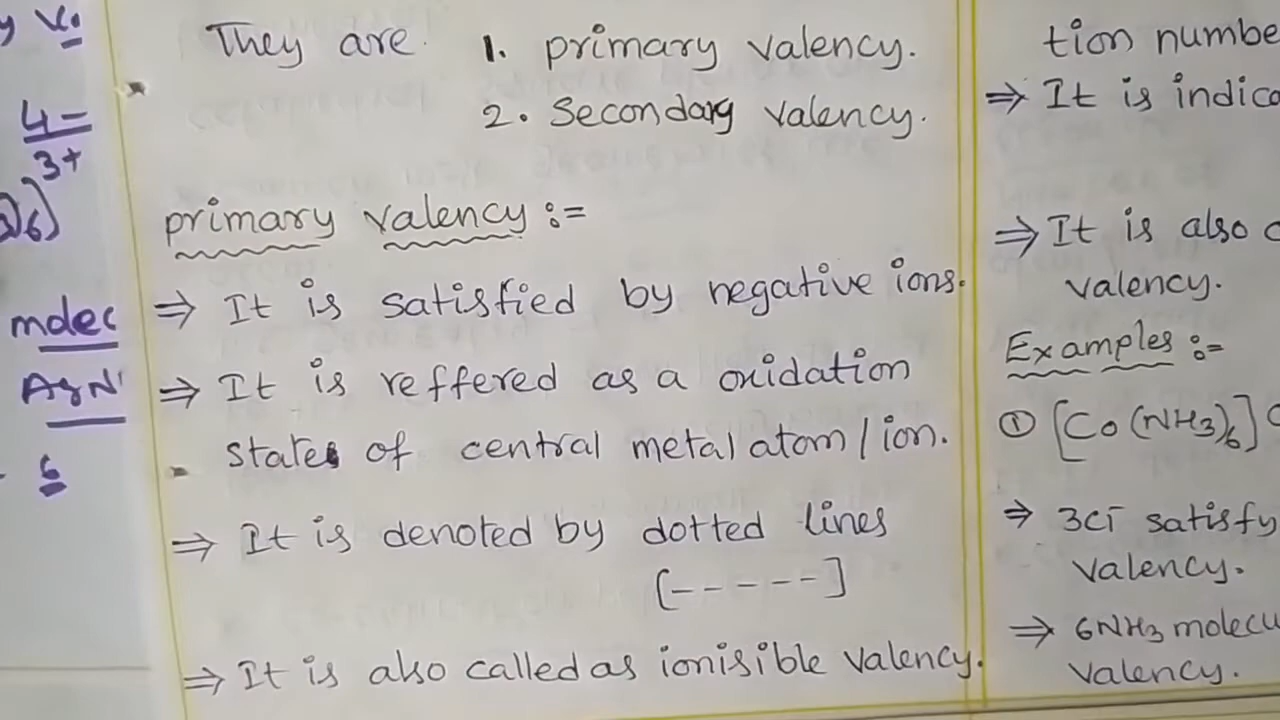 y
4-
3+
6)
mdec
AgN
6
They are 1. primary valency.
2. Secondary valency.
primary valency :=
⇒ It is satisfied by negative ions.
⇒ It is reffered as a oxidation
states of central metal atom / ion.
⇒ It is denoted by dotted lines
[-----]
⇒ It is also called as ionisible valency.
tion numbe
⇒ It is indica
⇒ It is also
valency.
Examples :=
① [Co(NH3)6]
⇒ 3Cl- satisfy
valency.
⇒ 6NH3 molecu
valency.